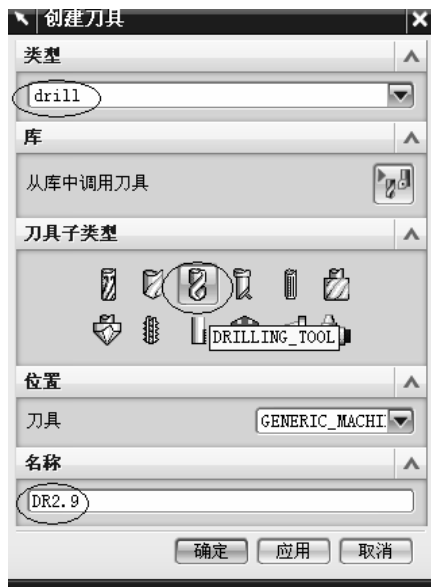 创建刀具
类型
drill
库
从库中调用刀具
刀具子类型
DRILLING_TOOL
位置
刀具
GENERIC_MACHI
名称
DR2.9
确定
应用
取消